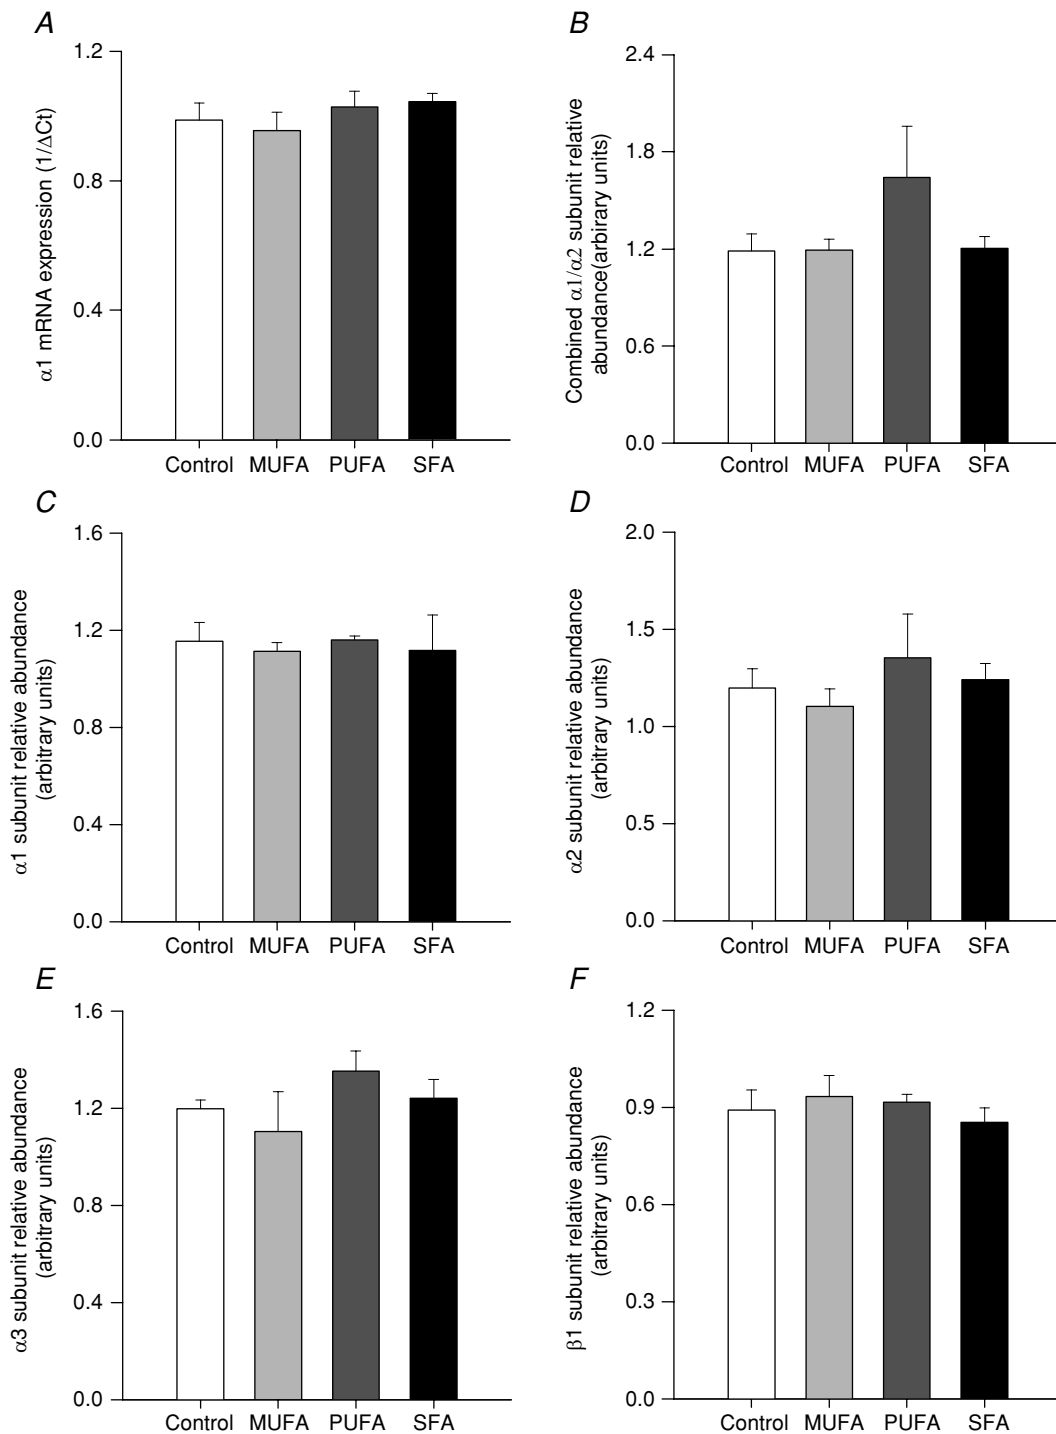 A
α1 mRNA expression (1/ΔCt)
1.2
0.8
0.4
0.0
Control MUFA PUFA SFA
B
Combined α1/α2 subunit relative
abundance(arbirary units)
2.4
1.8
1.2
0.6
0.0
Control MUFA PUFA SFA
C
α1 subunit relative abundance
(arbitrary units)
1.6
1.2
0.8
0.4
0.0
Control MUFA PUFA SFA
D
α2 subunit relative abundance
(arbitrary units)
2.0
1.5
1.0
0.5
0.0
Control MUFA PUFA SFA
E
α3 subunit relative abundance
(arbitrary units)
1.6
1.2
0.8
0.4
0.0
Control MUFA PUFA SFA
F
β1 subunit relative abundance
(arbitrary units)
1.2
0.9
0.6
0.3
0.0
Control MUFA PUFA SFA